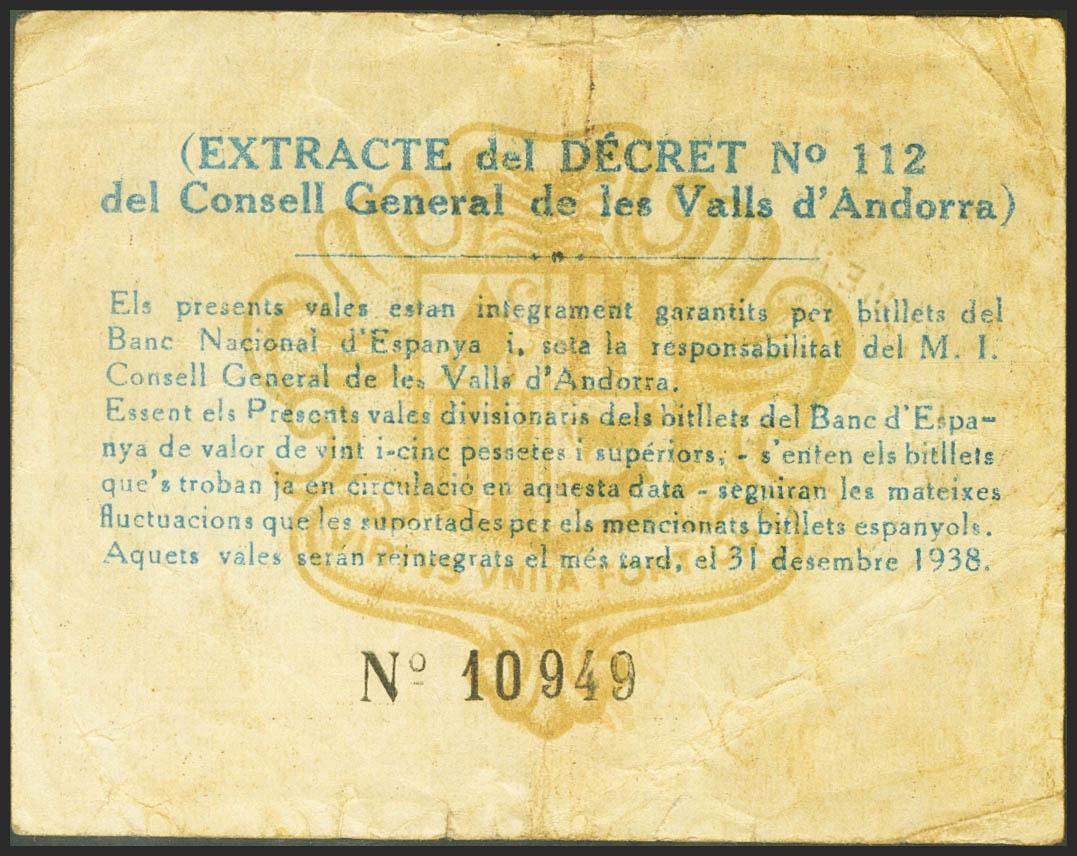 (EXTRACTE del DÉCRET Nº 112
del Consell General de les Valls d'Andorra)
Els presents vales estan integrament garantits per bitllets del
Banc Nacional d'Espanya i, sota la responsabilitat del M. I.
Consell General de les Valls d'Andorra.
Essent els Presents vales divisionaris dels bitllets del Banc d'Espa-
nya de valor de vint i-cinc pessetes i supériors, - s'enten els bitllets
que's troban ja en circulació en aquesta data - seguiran les mateixes
fluctuacions que les suportades per els mencionats bitllets espanyols.
Aquets vales serán reintegrats el més tard, el 31 desembre 1938.
VIRTVS VNITA FORTIOR
Nº 10949